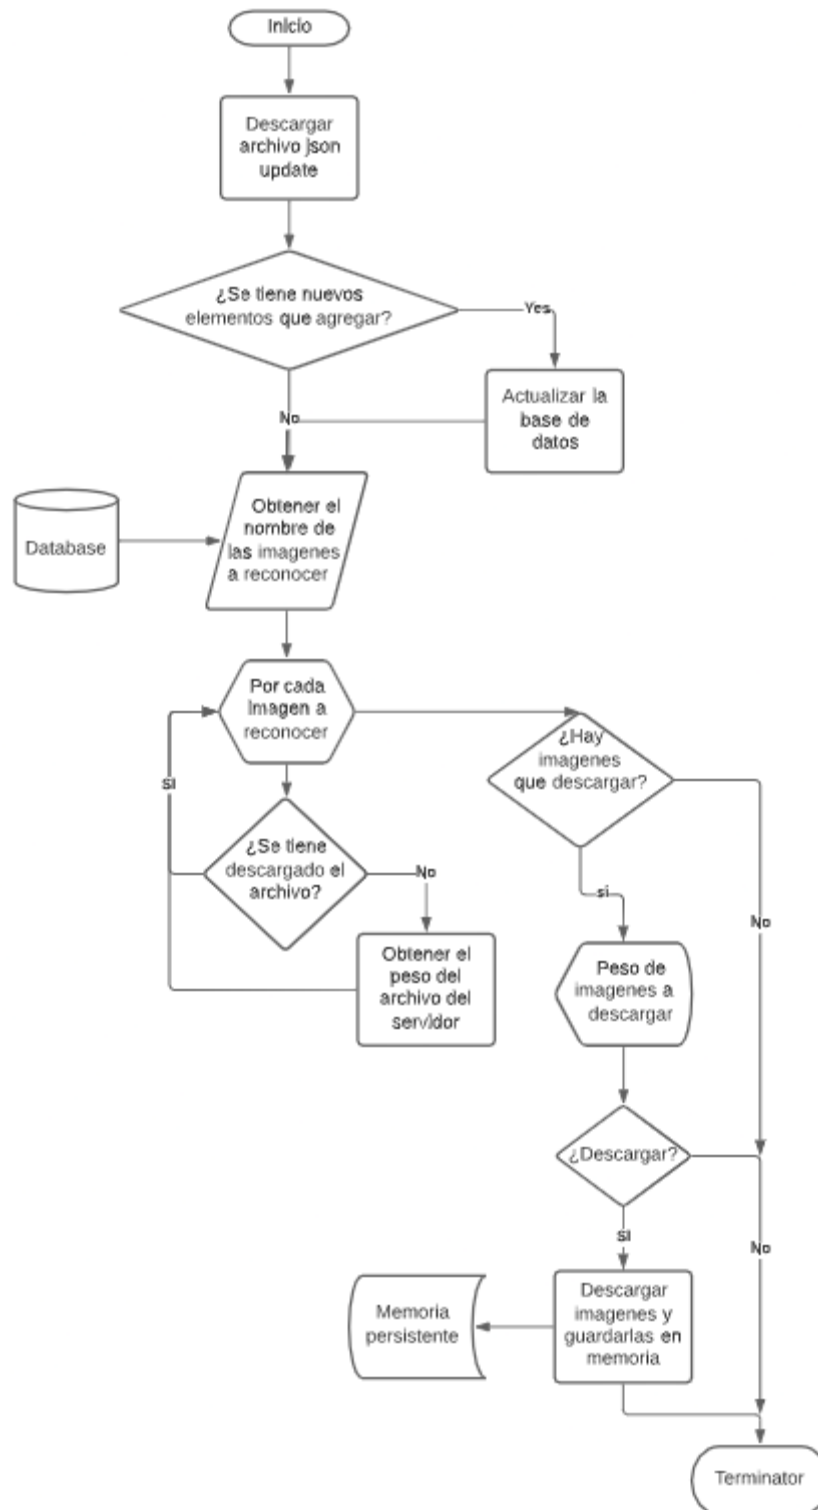 Inicio
Descargar
archivo json
update
¿Se tiene nuevos
elementos que agregar?
Yes
Actualizar la
base de
datos
No
Obtener el
nombre de
las imagenes
a reconocer
Database
Por cada
imagen a
reconocer
¿Hay
imagenes
que descargar?
SI
¿Se tiene
descargado el
archivo?
No
sí
No
Obtener el
peso del
archivo del
servidor
Peso de
imagenes a
descargar
¿Descargar?
SI
No
Descargar
imagenes y
guardarlas en
memoria
Memoria
persistente
Terminator